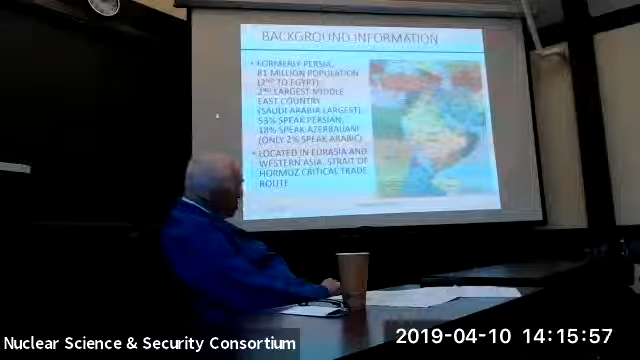 BACKGROUND INFORMATION
• FORMERLY PERSIA,
81 MILLION POPULATION
(2ND TO EGYPT)
2ND LARGEST MIDDLE
EAST COUNTRY
(SAUDI ARABIA LARGEST)
53% SPEAK PERSIAN,
18% SPEAK AZERBAIJANI
(ONLY 2% SPEAK ARABIC)
• LOCATED IN EURASIA AND
WESTERN ASIA. STRAIT OF
HORMUZ CRITICAL TRADE
ROUTE
Nuclear Science & Security Consortium
2019-04-10 14:15:57